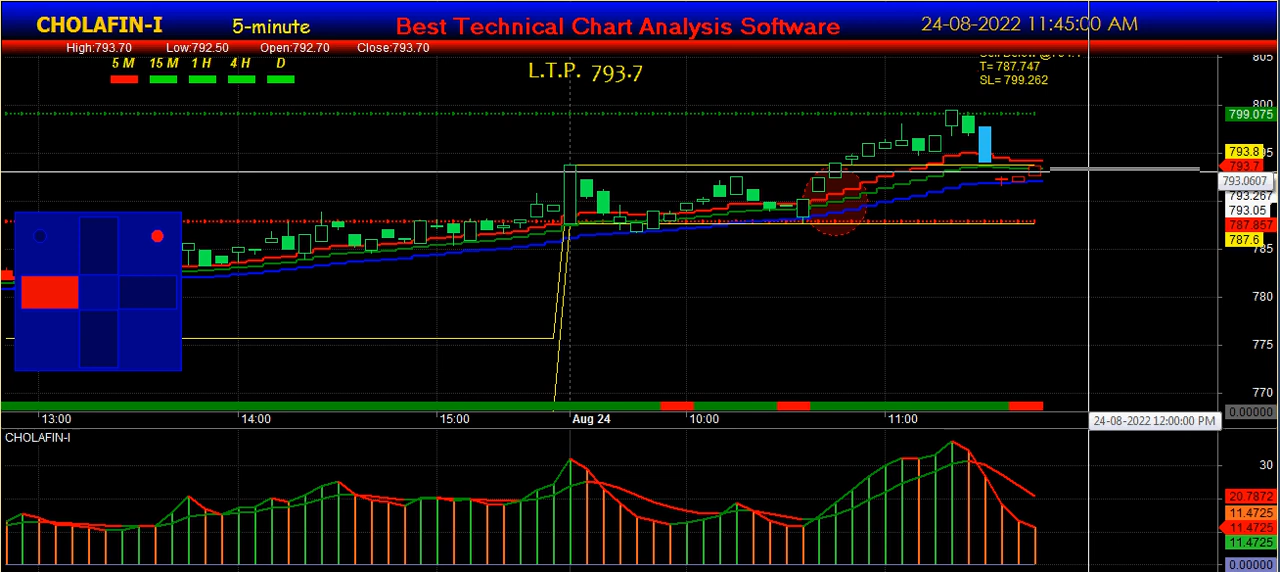 CHOLAFIN-I 5-minute Best Technical Chart Analysis Software 24-08-2022 11:45:00 AM
High:793.70 Low:792.50 Open:792.70 Close:793.70
5 M 15 M 1 H 4 H D
L.T.P. 793.7
T= 787.747
SL= 799.262
805
800
799.075
793.8
793.7
793.0607
793.267
793.05
787.857
787.6
785
780
775
770
0.00000
13:00 14:00 15:00 Aug 24 10:00 11:00 24-08-2022 12:00:00 PM
CHOLAFIN-I
30
20.7872
11.4725
11.4725
11.4725
0.00000